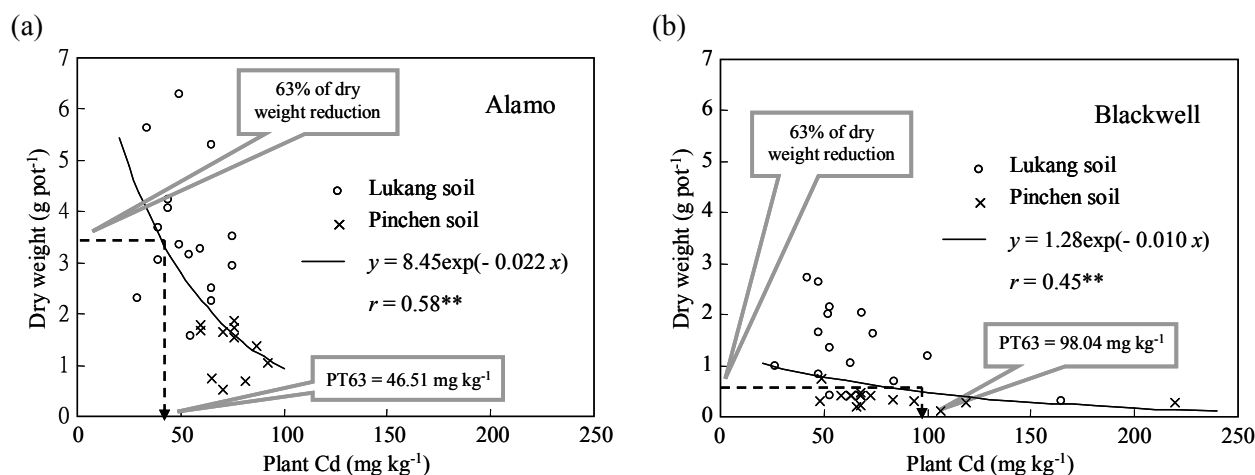 (a)
7
6
5
4
3
2
1
0
0
50
100
150
200
250
Dry weight (g pot⁻¹)
Plant Cd (mg kg⁻¹)
63% of dry
weight reduction
Alamo
Lukang soil
Pinchen soil
y = 8.45exp(- 0.022 x)
r = 0.58**
PT63 = 46.51 mg kg⁻¹
(b)
7
6
5
4
3
2
1
0
0
50
100
150
200
250
Dry weight (g pot⁻¹)
Plant Cd (mg kg⁻¹)
63% of dry
weight reduction
Blackwell
Lukang soil
Pinchen soil
y = 1.28exp(- 0.010 x)
r = 0.45**
PT63 = 98.04 mg kg⁻¹